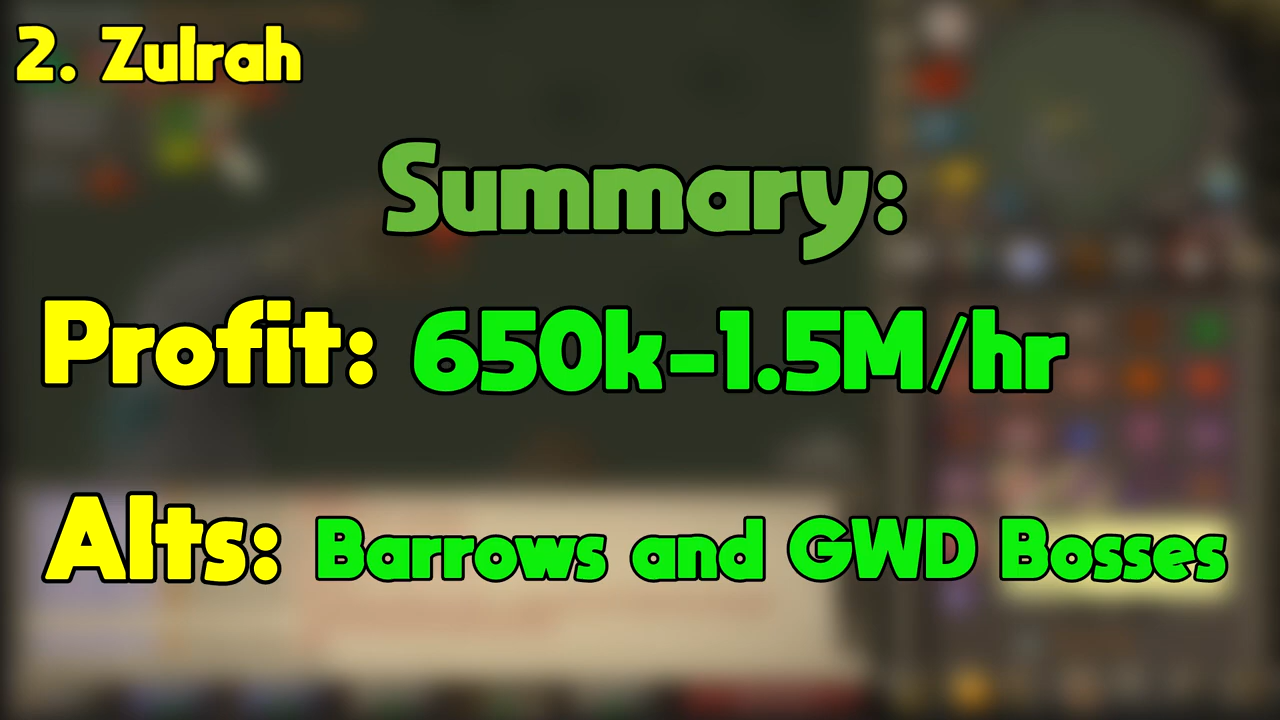 2. Zulrah
Summary:
Profit: 650k-1.5M/hr
Alts: Barrows and GWD Bosses